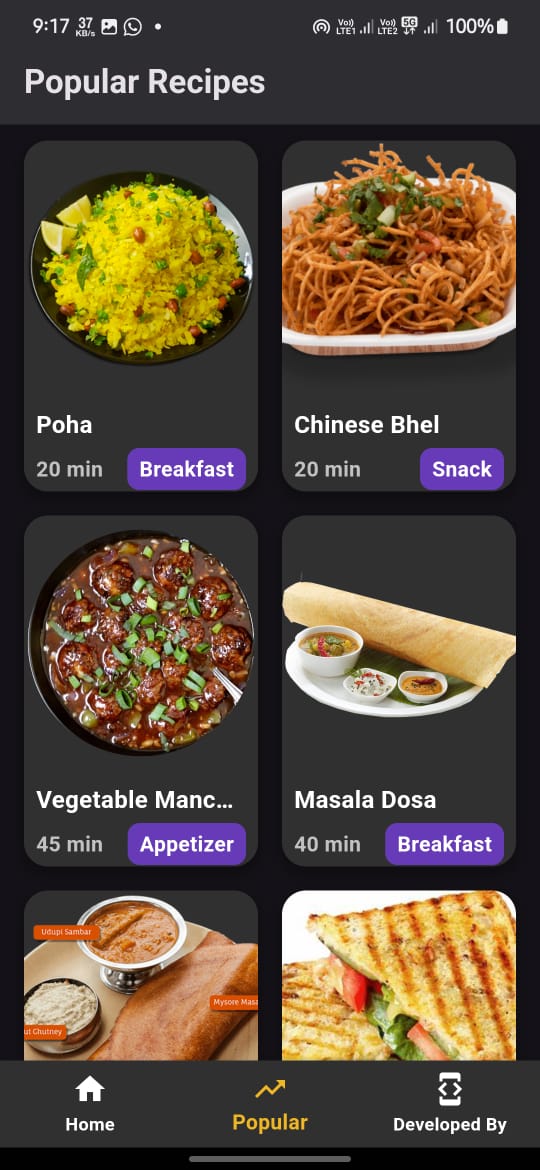 9:17 37 KB/s Vo) LTE1 Vo) LTE2 5G 100%
Popular Recipes
Poha
20 min Breakfast
Chinese Bhel
20 min Snack
Vegetable Manc...
45 min Appetizer
Masala Dosa
40 min Breakfast
Udupi Sambar
Mysore Masa
ut Chutney
Home Popular Developed By